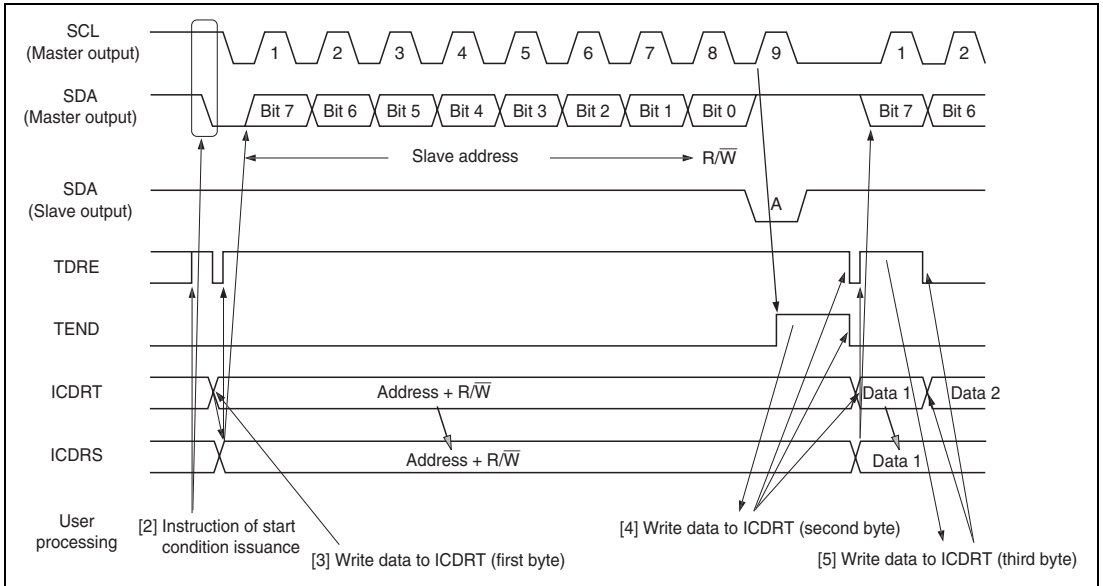 SCL
(Master output)
1 2 3 4 5 6 7 8 9 1 2
SDA
(Master output)
Bit 7 Bit 6 Bit 5 Bit 4 Bit 3 Bit 2 Bit 1 Bit 0 Bit 7 Bit 6
Slave address R/W̅
SDA
(Slave output)
A
TDRE
TEND
ICDRT
Address + R/W̅ Data 1 Data 2
ICDRS
Address + R/W̅ Data 1
User
processing
[2] Instruction of start
condition issuance
[3] Write data to ICDRT (first byte)
[4] Write data to ICDRT (second byte)
[5] Write data to ICDRT (third byte)